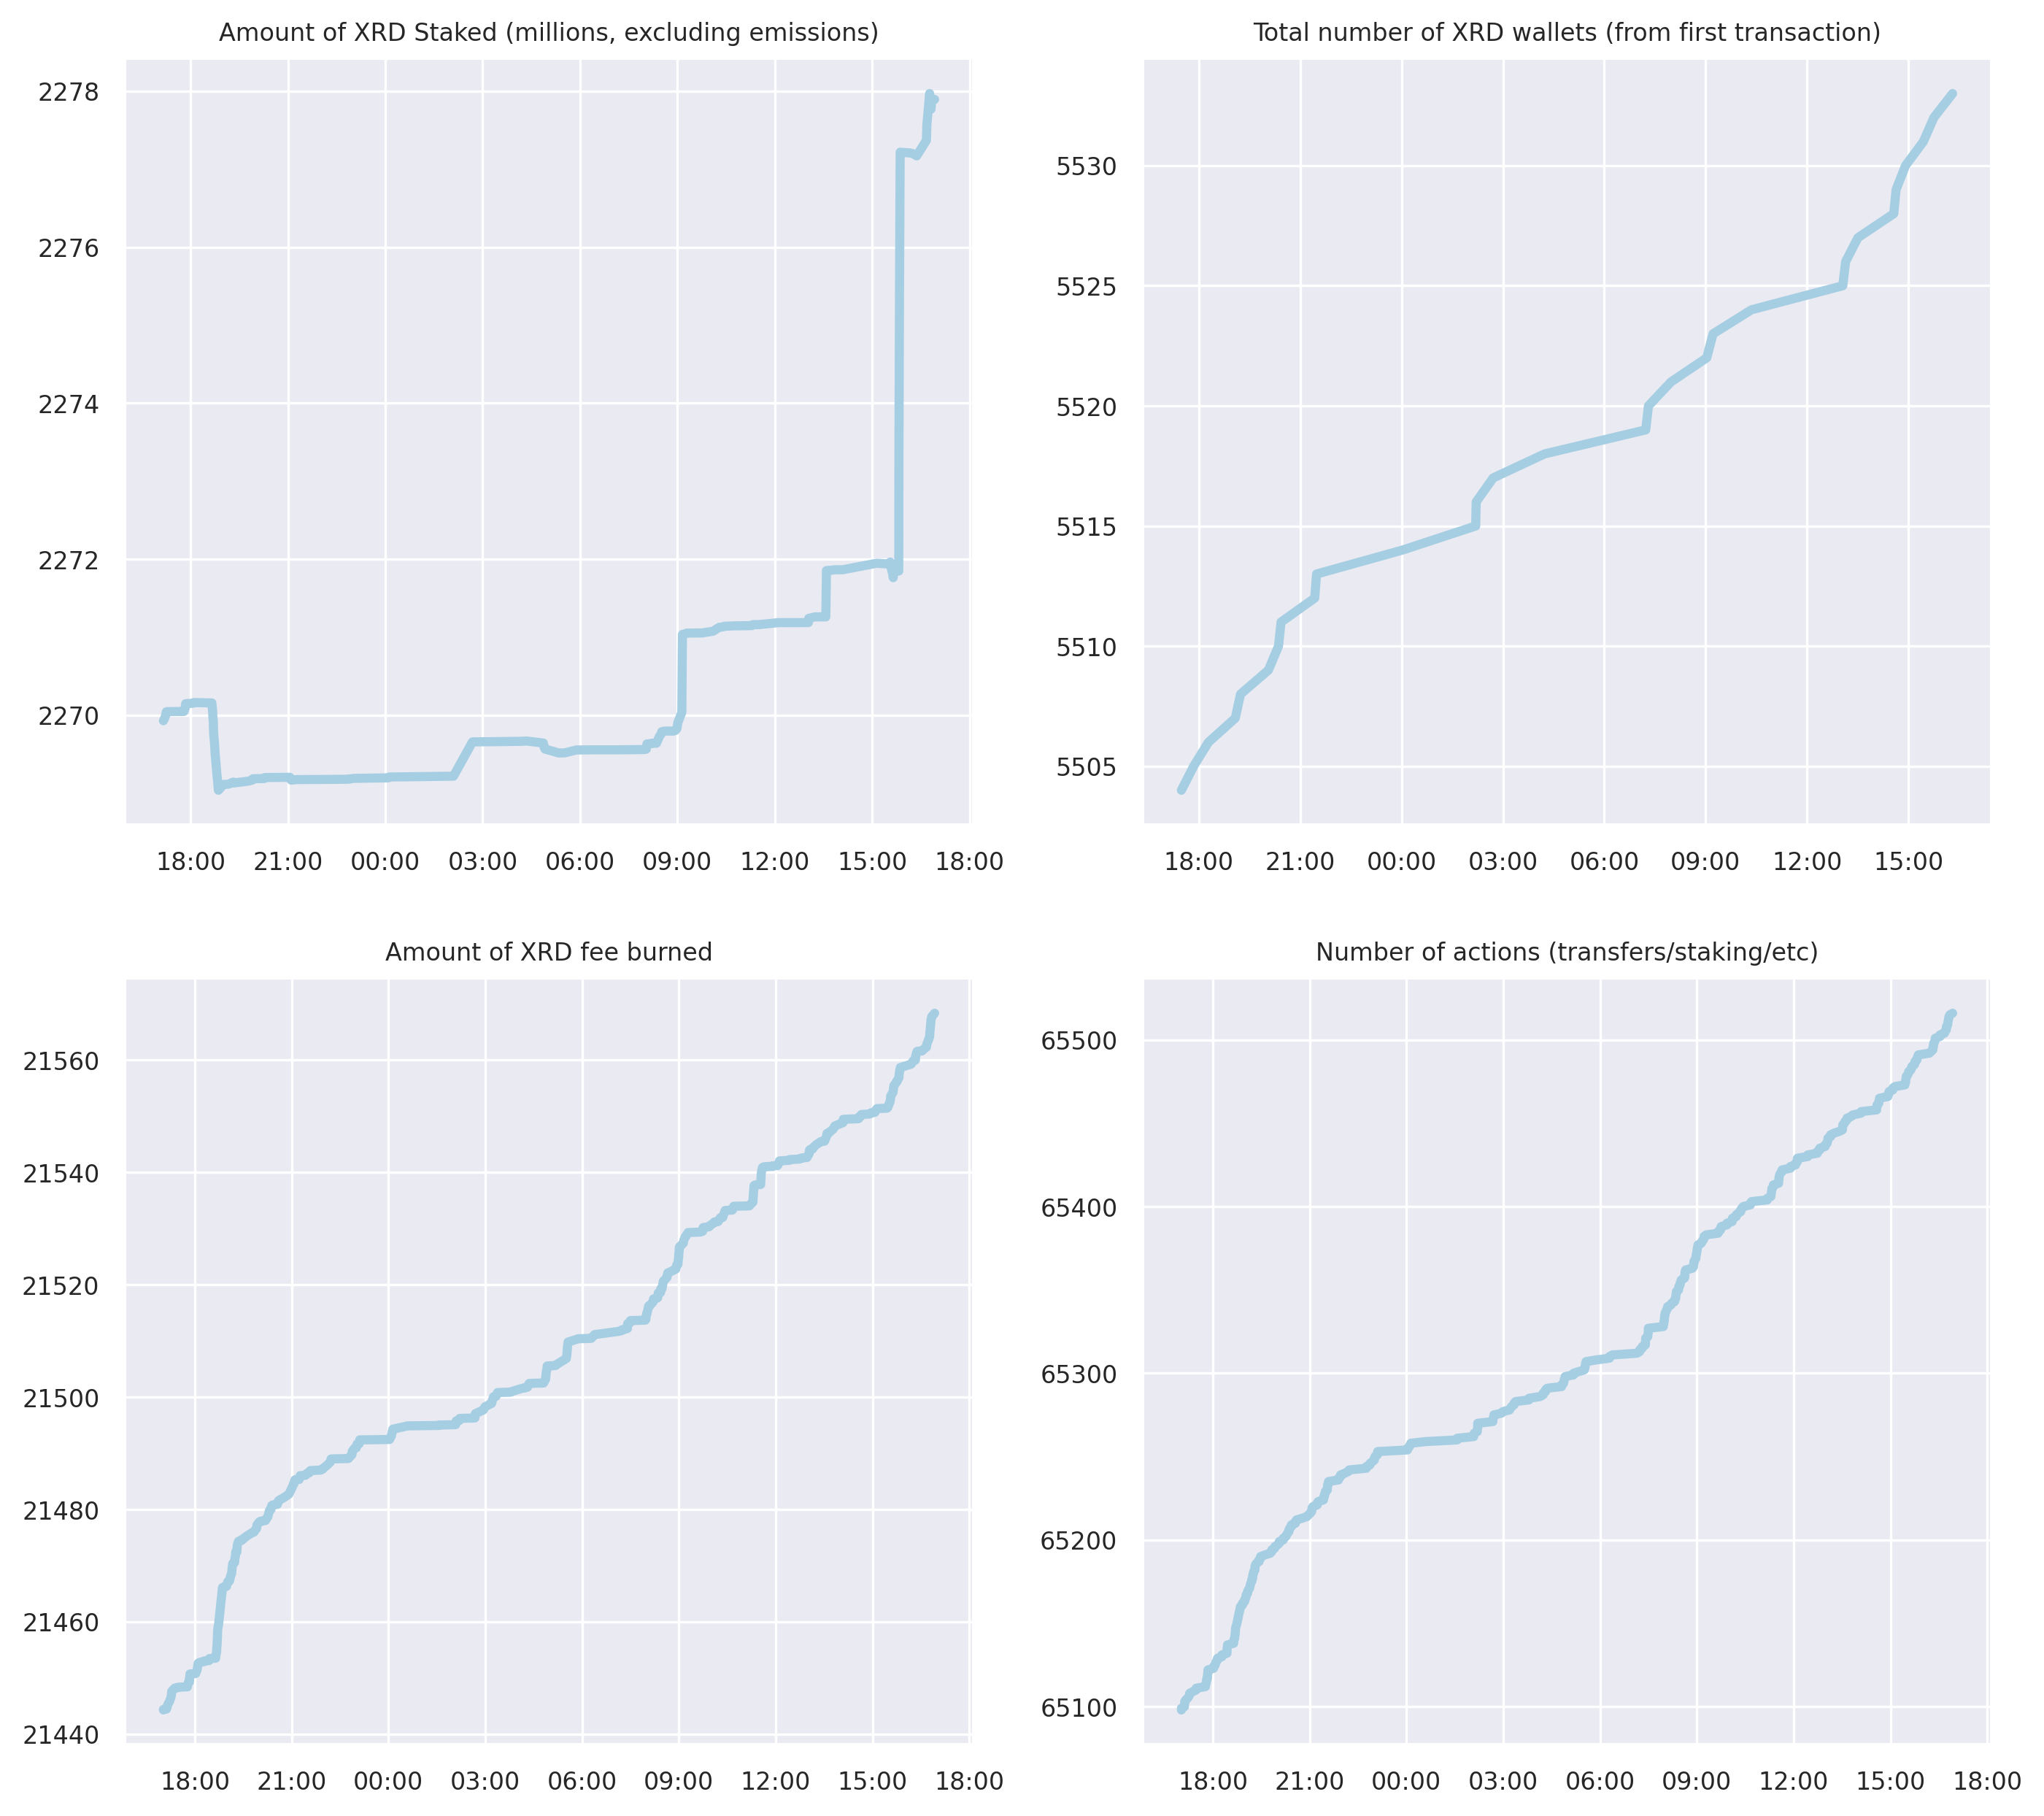 Amount of XRD Staked (millions, excluding emissions)
2278
2276
2274
2272
2270
18:00 21:00 00:00 03:00 06:00 09:00 12:00 15:00 18:00
Total number of XRD wallets (from first transaction)
5530
5525
5520
5515
5510
5505
18:00 21:00 00:00 03:00 06:00 09:00 12:00 15:00
Amount of XRD fee burned
21560
21540
21520
21500
21480
21460
21440
18:00 21:00 00:00 03:00 06:00 09:00 12:00 15:00 18:00
Number of actions (transfers/staking/etc)
65500
65400
65300
65200
65100
18:00 21:00 00:00 03:00 06:00 09:00 12:00 15:00 18:00